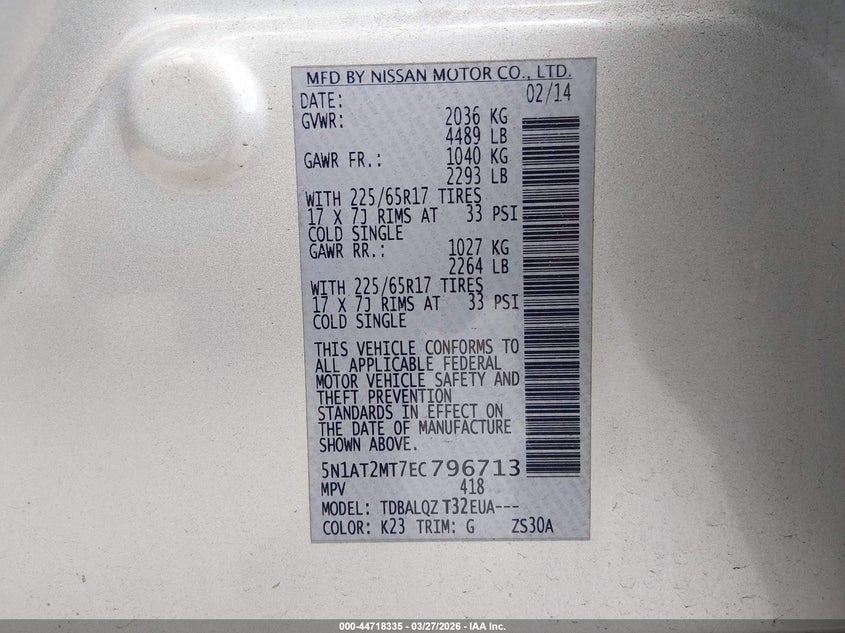 MFD BY NISSAN MOTOR CO., LTD.
DATE: 02/14
GVWR: 2036 KG
4489 LB
GAWR FR.: 1040 KG
2293 LB
WITH 225/65R17 TIRES
17 X 7J RIMS AT 33 PSI
COLD SINGLE
GAWR RR.: 1027 KG
2264 LB
WITH 225/65R17 TIRES
17 X 7J RIMS AT 33 PSI
COLD SINGLE
THIS VEHICLE CONFORMS TO
ALL APPLICABLE FEDERAL
MOTOR VEHICLE SAFETY AND
THEFT PREVENTION
STANDARDS IN EFFECT ON
THE DATE OF MANUFACTURE
SHOWN ABOVE.
5N1AT2MT7EC796713
MPV 418
MODEL: TDBALQZ T32EUA---
COLOR: K23 TRIM: G ZS30A
000-44718335 - 03/27/2026 - IAA Inc.